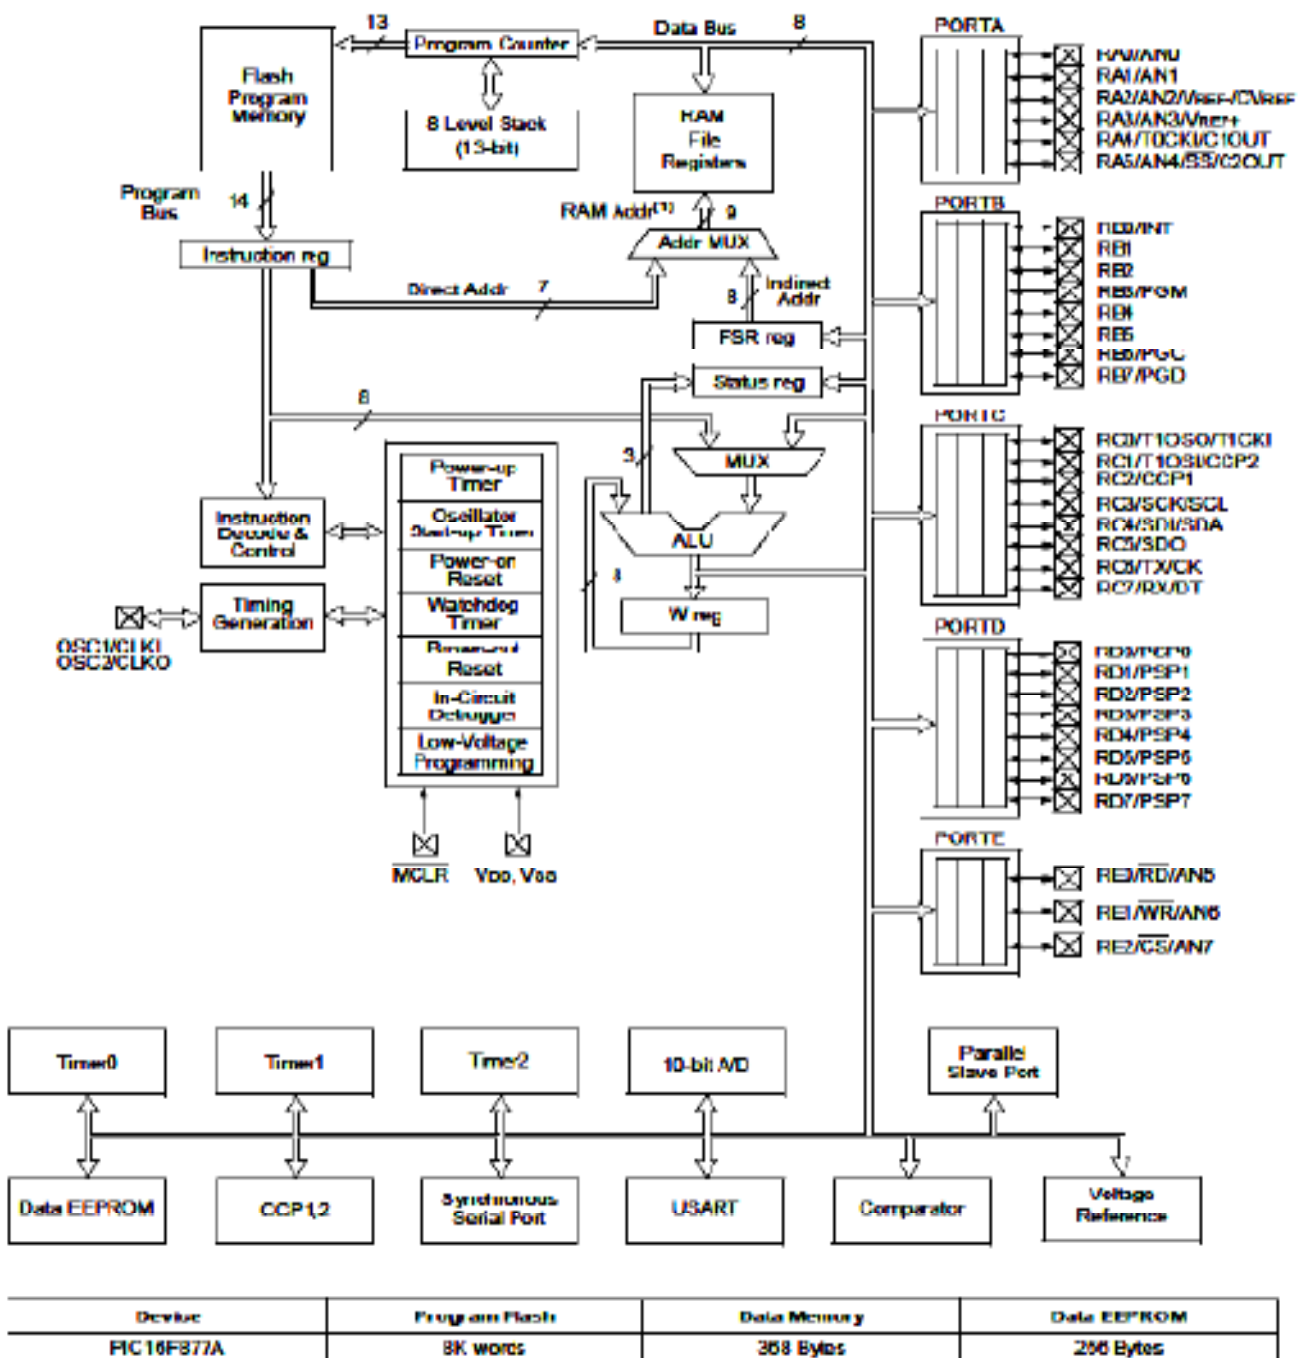 13
Data Bus
8
PORTA
Program Counter
Flash
Program
Memory
8 Level Stack
(13-bit)
RAM
File
Registers
RA0/AN0
RA1/AN1
RA2/AN2/VREF-/CVREF
RA3/AN3/VREF+
RA4/T0CKI/C1OUT
RA5/AN4/SS/C2OUT
Program
Bus
14
RAM Addr(1)
9
PORTB
Addr MUX
Instruction reg
Direct Addr
7
8
Indirect
Addr
RB0/INT
RB1
RB2
RB3/PGM
RB4
RB5
RB6/PGC
RB7/PGD
FSR reg
Status reg
8
PORTC
3
MUX
Power-up
Timer
Instruction
Decode &
Control
Oscillator
Start-up Timer
ALU
RC0/T1OSO/T1CKI
RC1/T1OSI/CCP2
RC2/CCP1
RC3/SCK/SCL
RC4/SDI/SDA
RC5/SDO
RC6/TX/CK
RC7/RX/DT
Power-on
Reset
Timing
Generation
Watchdog
Timer
W reg
PORTD
OSC1/CLKI
OSC2/CLKO
Brown-out
Reset
In-Circuit
Debugger
Low-Voltage
Programming
RD0/PSP0
RD1/PSP1
RD2/PSP2
RD3/PSP3
RD4/PSP4
RD5/PSP5
RD6/PSP6
RD7/PSP7
PORTE
MCLR
VDD, VSS
RE0/RD/AN5
RE1/WR/AN6
RE2/CS/AN7
Timer0
Timer1
Timer2
10-bit A/D
Parallel
Slave Port
Data EEPROM
CCP1,2
Synchronous
Serial Port
USART
Comparator
Voltage
Reference
Device
Program Flash
Data Memory
Data EEPROM
PIC16F877A
8K words
368 Bytes
256 Bytes